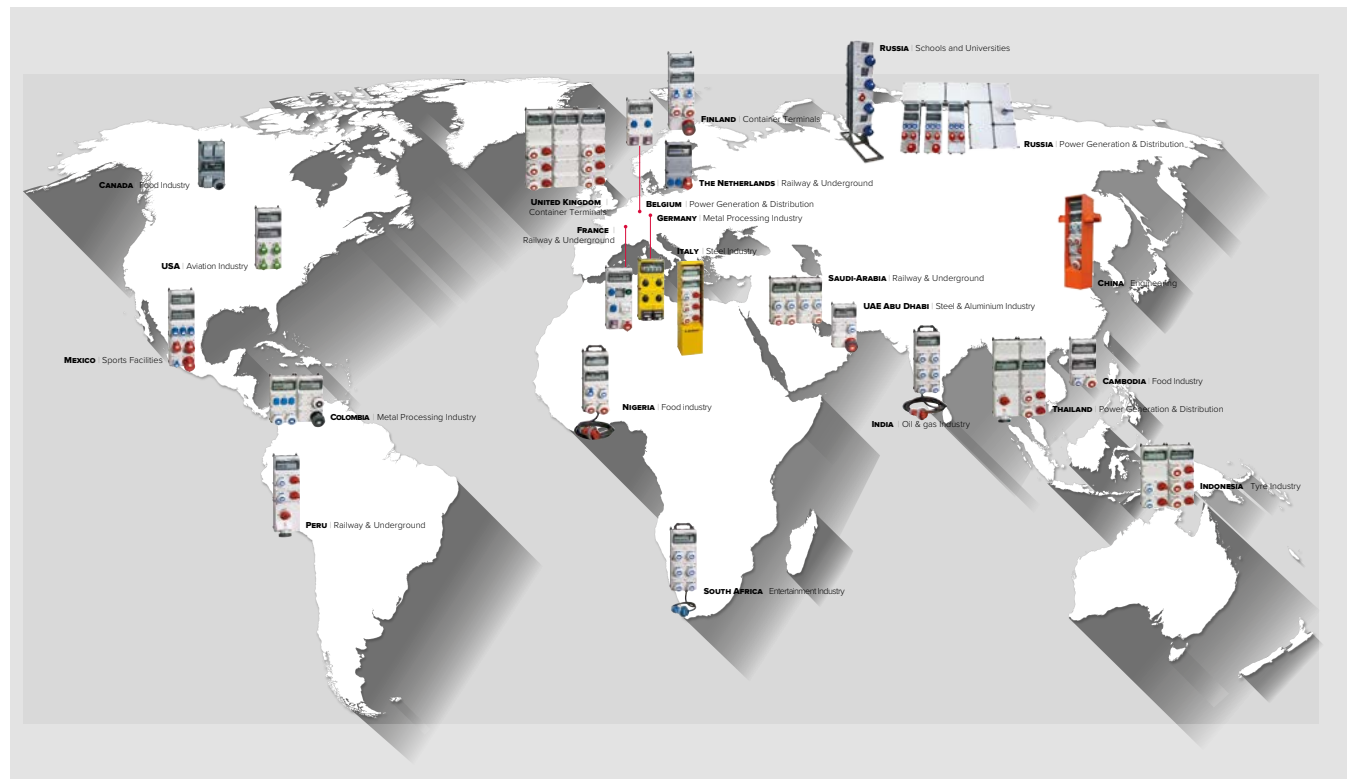 RUSSIA | Schools and Universities
FINLAND | Container Terminals
RUSSIA | Power Generation & Distribution
CANADA | Food Industry
THE NETHERLANDS | Railway & Underground
UNITED KINGDOM |
Container Terminals
BELGIUM | Power Generation & Distribution
GERMANY | Metal Processing Industry
FRANCE |
Railway & Underground
ITALY | Steel Industry
USA | Aviation Industry
SAUDI-ARABIA | Railway & Underground
CHINA | Engineering
UAE ABU DHABI | Steel & Aluminium Industry
MEXICO | Sports Facilities
CAMBODIA | Food Industry
NIGERIA | Food industry
THAILAND | Power Generation & Distribution
COLOMBIA | Metal Processing Industry
INDIA | Oil & gas Industry
INDONESIA | Tyre Industry
PERU | Railway & Underground
SOUTH AFRICA | Entertainment Industry